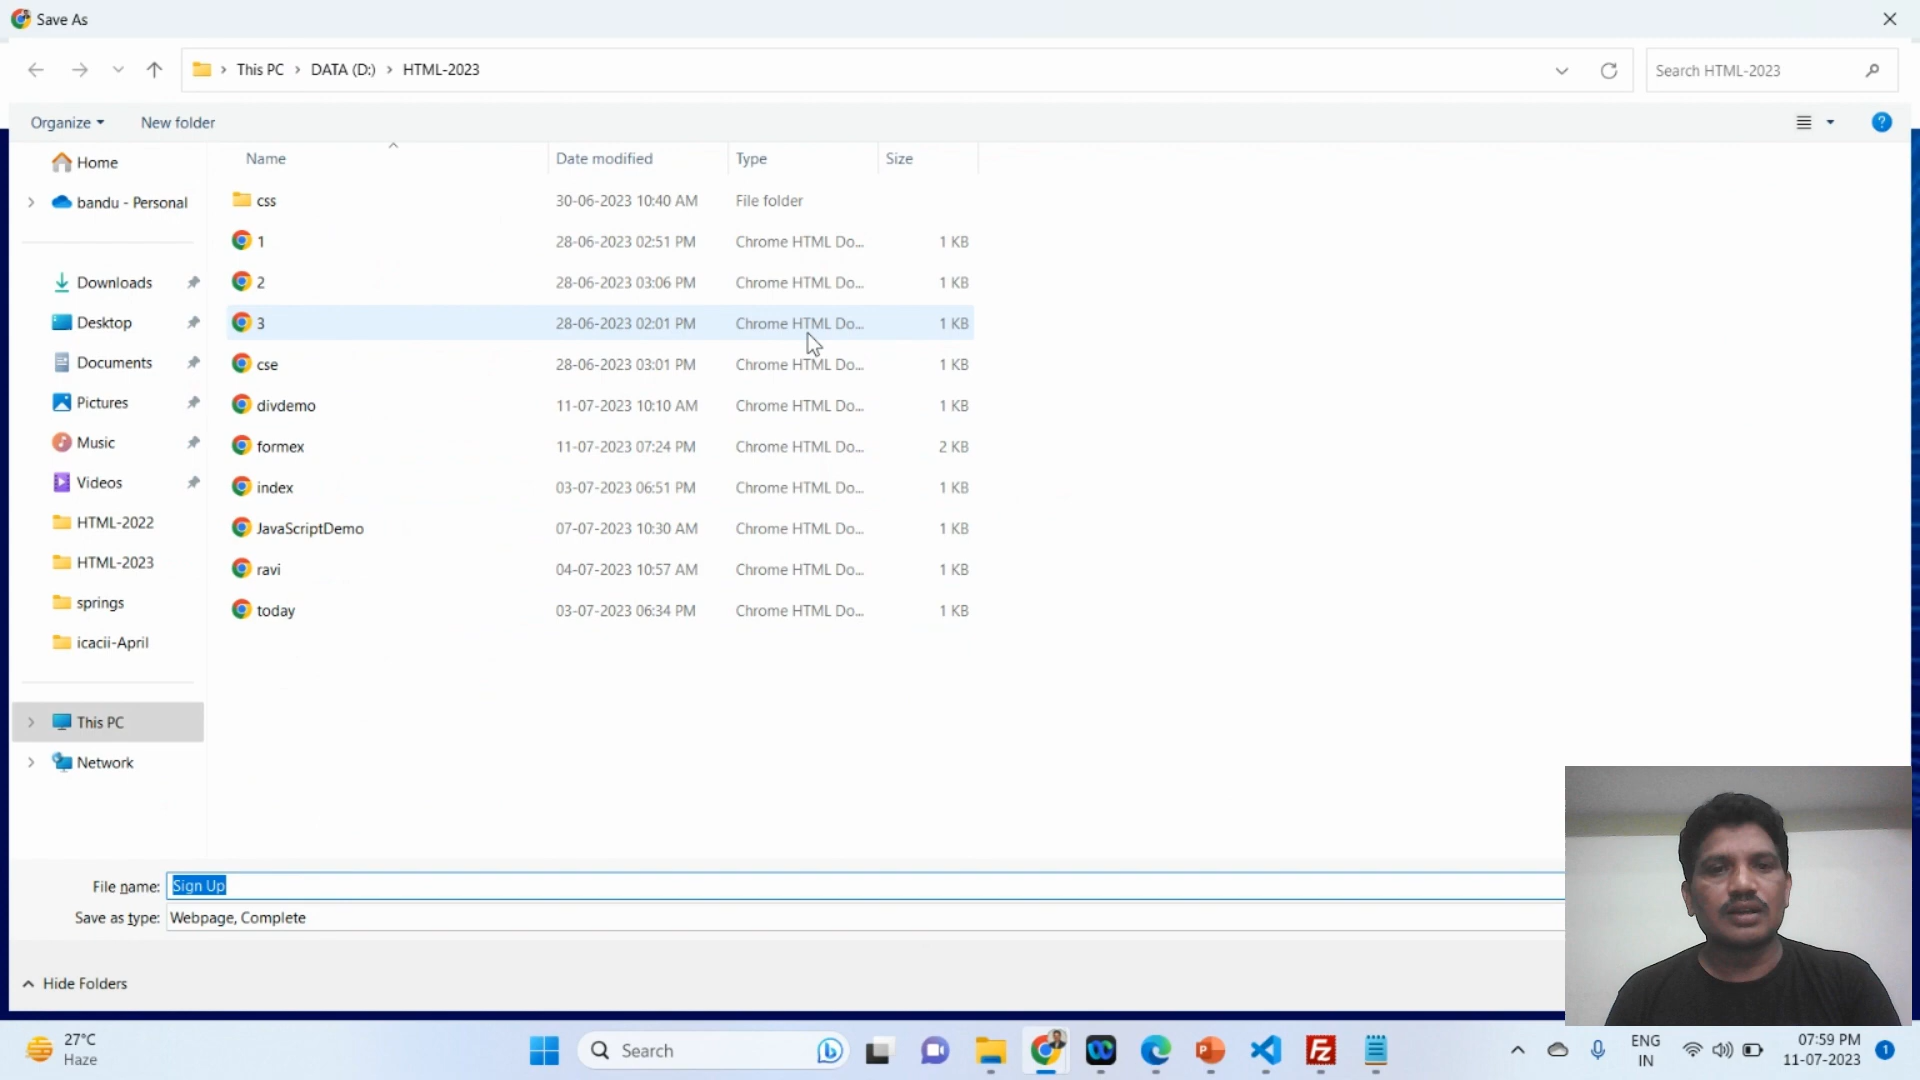 Save As
This PC > DATA (D:) > HTML-2023
Search HTML-2023
Organize
New folder
Name
Date modified
Type
Size
Home
bandu - Personal
Downloads
Desktop
Documents
Pictures
Music
Videos
HTML-2022
HTML-2023
springs
icacii-April
This PC
Network
css 30-06-2023 10:40 AM File folder
1 28-06-2023 02:51 PM Chrome HTML Do... 1 KB
2 28-06-2023 03:06 PM Chrome HTML Do... 1 KB
3 28-06-2023 02:01 PM Chrome HTML Do... 1 KB
cse 28-06-2023 03:01 PM Chrome HTML Do... 1 KB
divdemo 11-07-2023 10:10 AM Chrome HTML Do... 1 KB
formex 11-07-2023 07:24 PM Chrome HTML Do... 2 KB
index 03-07-2023 06:51 PM Chrome HTML Do... 1 KB
JavaScriptDemo 07-07-2023 10:30 AM Chrome HTML Do... 1 KB
ravi 04-07-2023 10:57 AM Chrome HTML Do... 1 KB
today 03-07-2023 06:34 PM Chrome HTML Do... 1 KB
File name: Sign Up
Save as type: Webpage, Complete
Hide Folders
27°C
Haze
Search
ENG
IN
07:59 PM
11-07-2023
1